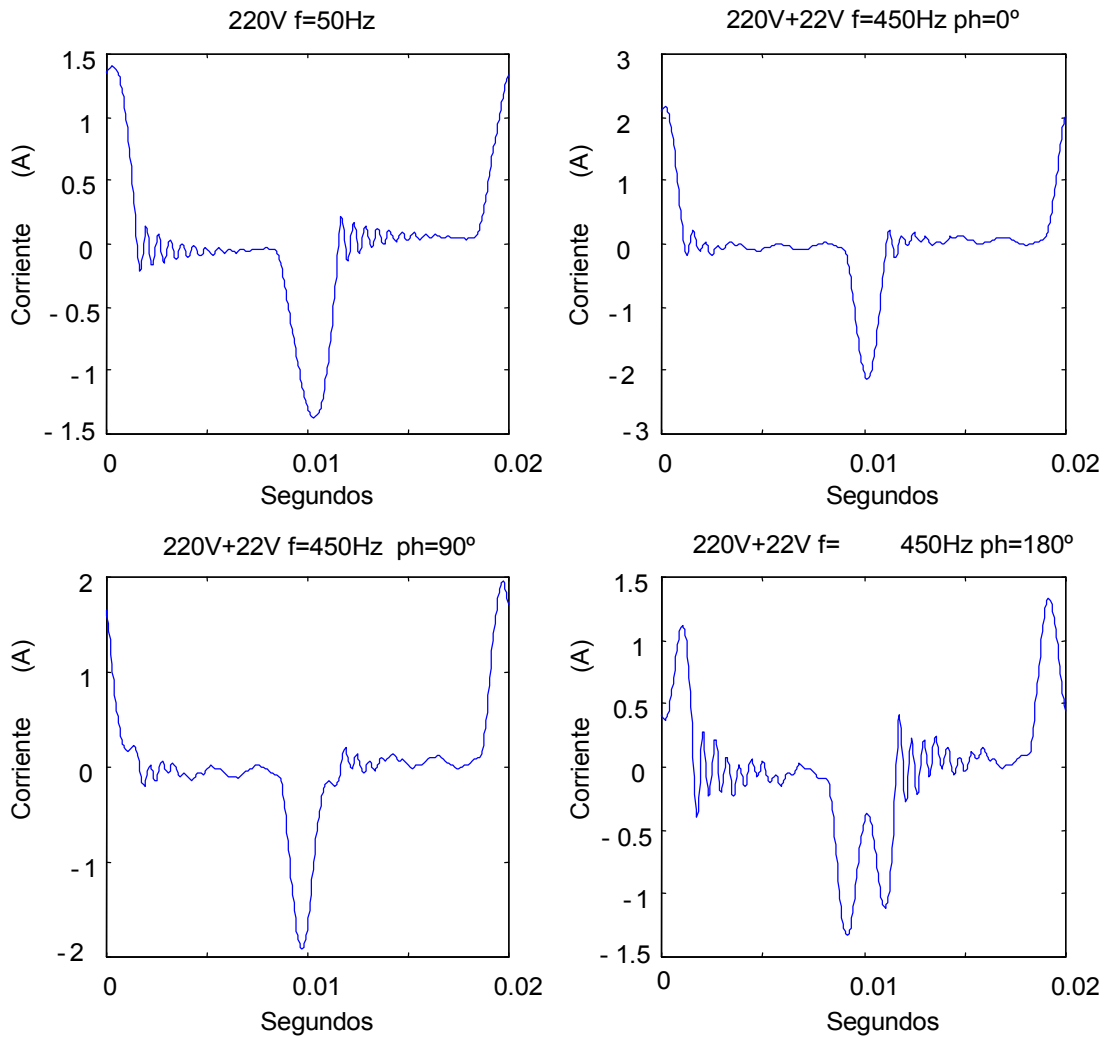 220V f=50Hz
1.5
1
0.5
0
- 0.5
- 1
- 1.5
Corriente (A)
0 0.01 0.02
Segundos
220V+22V f=450Hz ph=0º
3
2
1
0
-1
-2
-3
Corriente (A)
0 0.01 0.02
Segundos
220V+22V f=450Hz ph=90º
2
1
0
- 1
- 2
Corriente (A)
0 0.01 0.02
Segundos
220V+22V f= 450Hz ph=180º
1.5
1
0.5
0
- 0.5
- 1
- 1.5
Corriente (A)
0 0.01 0.02
Segundos